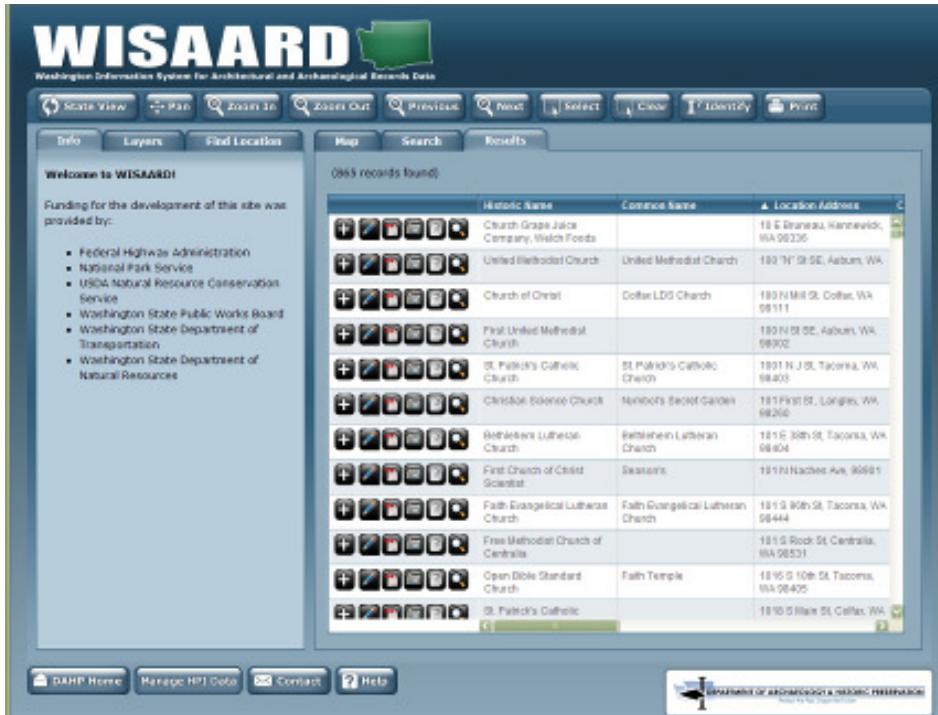 WISAARD
Washington Information System for Architectural and Archaeological Records Data
State View Pan Zoom In Zoom Out Previous Next Select Clear Identify Print
Info Layers Find Location
Map Search Results
Welcome to WISAARD!
Funding for the development of this site was
provided by:
Federal Highway Administration
National Park Service
USDA Natural Resource Conservation
Service
Washington State Public Works Board
Washington State Department of
Transportation
Washington State Department of
Natural Resources
(865 records found)
Historic Name Common Name ▲ Location Address C
Church Grape Juice
Company, Welch Foods
10 E Bruneau, Kennewick,
WA 99336
United Methodist Church United Methodist Church 100 "N" St SE, Auburn, WA
Church of Christ Colfax LDS Church 100 N Mill St, Colfax, WA
99111
First United Methodist
Church
100 N St SE, Auburn, WA
98002
St. Patrick's Catholic
Church
St. Patrick's Catholic
Church
1001 N J St, Tacoma, WA
98403
Christian Science Church Secret Garden 101 First St, Langley, WA
98260
Bethlehem Lutheran
Church
Bethlehem Lutheran
Church
101 E 38th St, Tacoma, WA
98404
First Church of Christ
Scientist
Season's
101 N Naches Ave, 98901
Faith Evangelical Lutheran
Church
Faith Evangelical Lutheran
Church
101 S 96th St, Tacoma, WA
98444
Free Methodist Church of
Centralia
101 S Rock St, Centralia,
WA 98531
Open Bible Standard
Church
Faith Temple
1016 S 10th St, Tacoma,
WA 98405
St. Patrick's Catholic 1018 S Main St, Colfax, WA
DAHP Home Manage HPI Data Contact Help
DEPARTMENT OF ARCHAEOLOGY & HISTORIC PRESERVATION